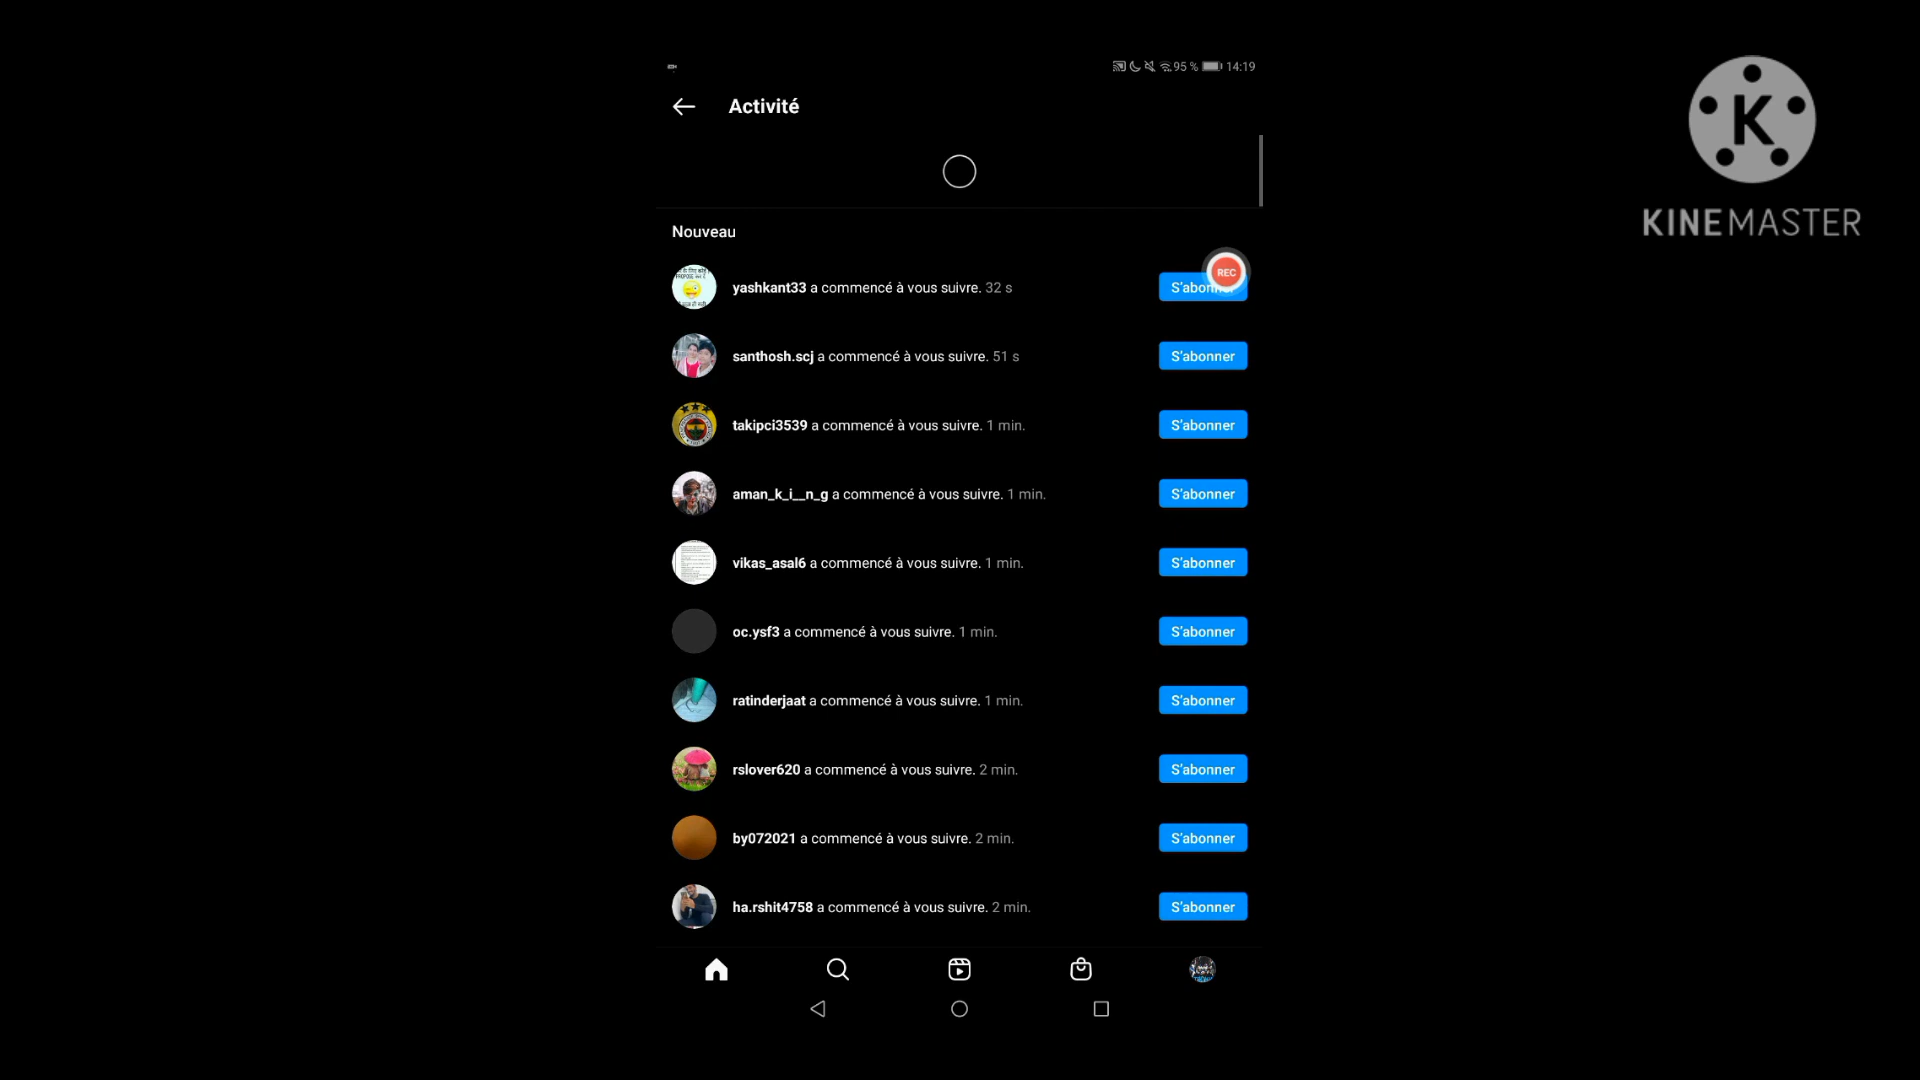 95 % 14:19
Activité
Nouveau
yashkant33 a commencé à vous suivre. 32 s
REC
santhosh.scj a commencé à vous suivre. 51 s S'abonner
takipci3539 a commencé à vous suivre. 1 min. S'abonner
aman_k_i__n_g a commencé à vous suivre. 1 min. S'abonner
vikas_asal6 a commencé à vous suivre. 1 min. S'abonner
oc.ysf3 a commencé à vous suivre. 1 min. S'abonner
ratinderjaat a commencé à vous suivre. 1 min. S'abonner
rslover620 a commencé à vous suivre. 2 min. S'abonner
by072021 a commencé à vous suivre. 2 min. S'abonner
ha.rshit4758 a commencé à vous suivre. 2 min. S'abonner
K
KINEMASTER